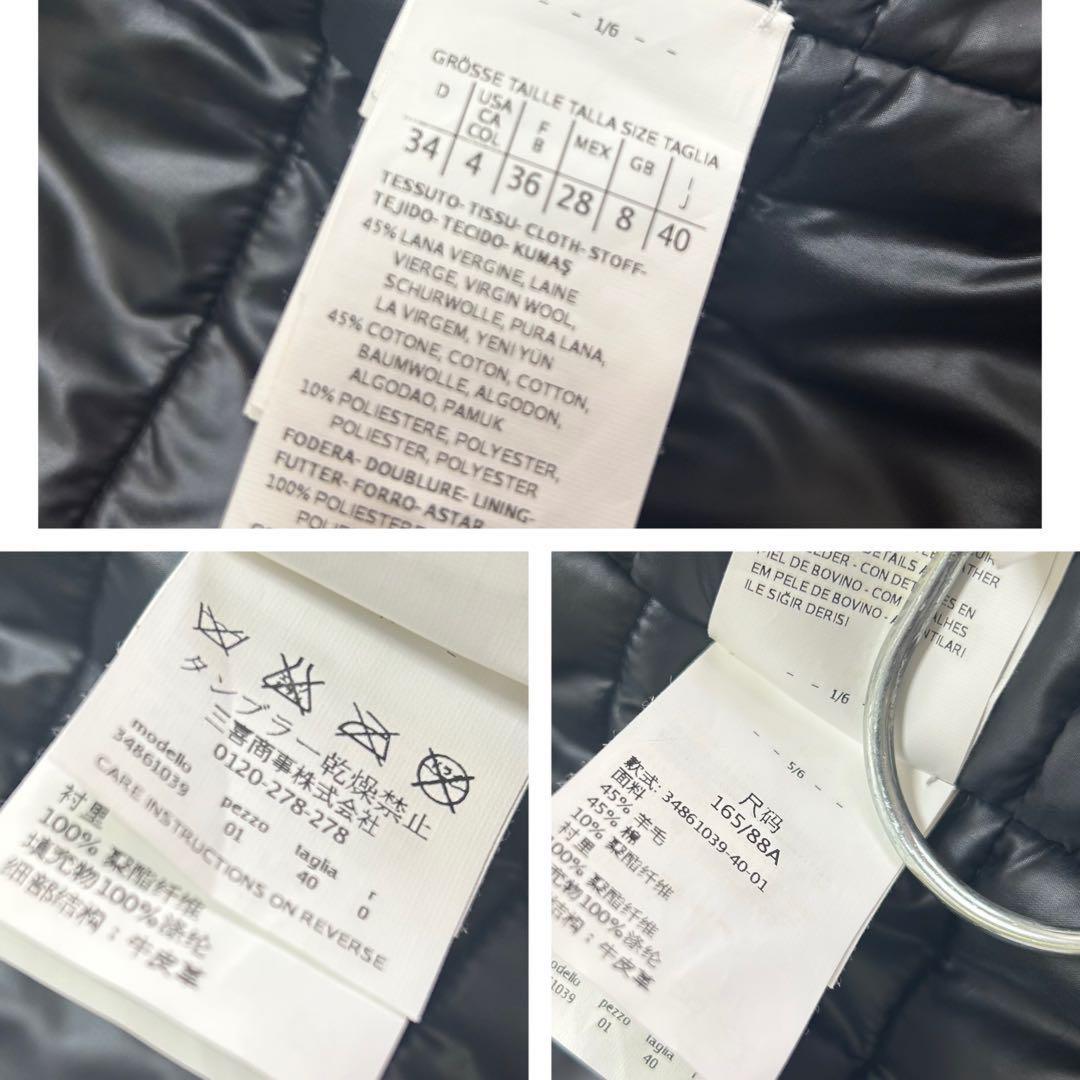 1/6
GRÖSSE TAILLE TALLA SIZE TAGLIA
D USA CA COL F B MEX GB I J
34 4 36 28 8 40
TESSUTO- TISSU- CLOTH- STOFF-
TEJIDO- TECIDO- KUMAŞ
45% LANA VERGINE, LAINE
VIERGE, VIRGIN WOOL,
SCHURWOLLE, PURA LANA,
LA VIRGEM, YENI YÜN
45% COTONE, COTON, COTTON,
BAUMWOLLE, ALGODON,
ALGODAO, PAMUK
10% POLIESTERE, POLYESTER,
POLIESTER, POLYESTER
FODERA- DOUBLURE- LINING-
FUTTER- FORRO- ASTAR
100% POLIESTERE
タンブラー乾燥禁止
三喜商事株式会社
0120-278-278
modello pezzo taglia r
34861039 01 40 0
CARE INSTRUCTIONS ON REVERSE
衬里
100% 聚酯纤维
填充物100%涤纶
细部结构：牛皮革
DETAILS
PIEL DE BOVINO - COM
EM PELE DE BOVINO -
ILE SIĞIR DERISI
1/6
5/6
尺码
165/88A
款式: 34861039-40-01
面料
45% 羊毛
45% 棉
10% 聚酯纤维
衬里
00% 聚酯纤维
充物100%涤纶
结构：牛皮革
modello pezzo taglia
61039 01 40